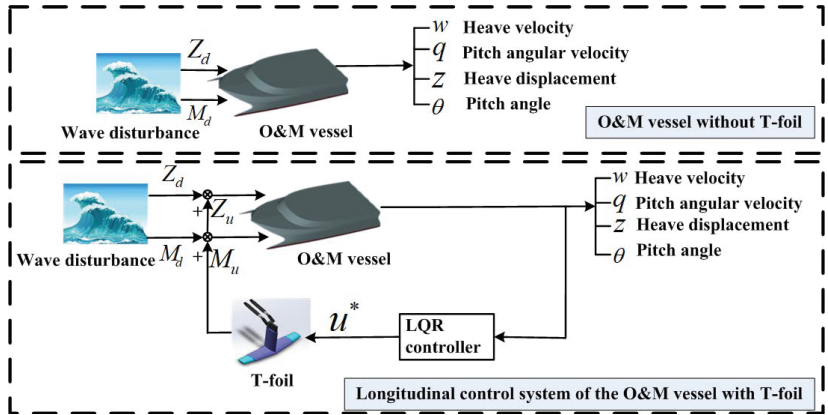 w Heave velocity
Z_d
q Pitch angular velocity
z Heave displacement
M_d
θ Pitch angle
Wave disturbance
O&M vessel
O&M vessel without T-foil
Z_d
w Heave velocity
+ Z_u
q Pitch angular velocity
z Heave displacement
M_d + M_u
θ Pitch angle
Wave disturbance
O&M vessel
u*
LQR
controller
T-foil
Longitudinal control system of the O&M vessel with T-foil